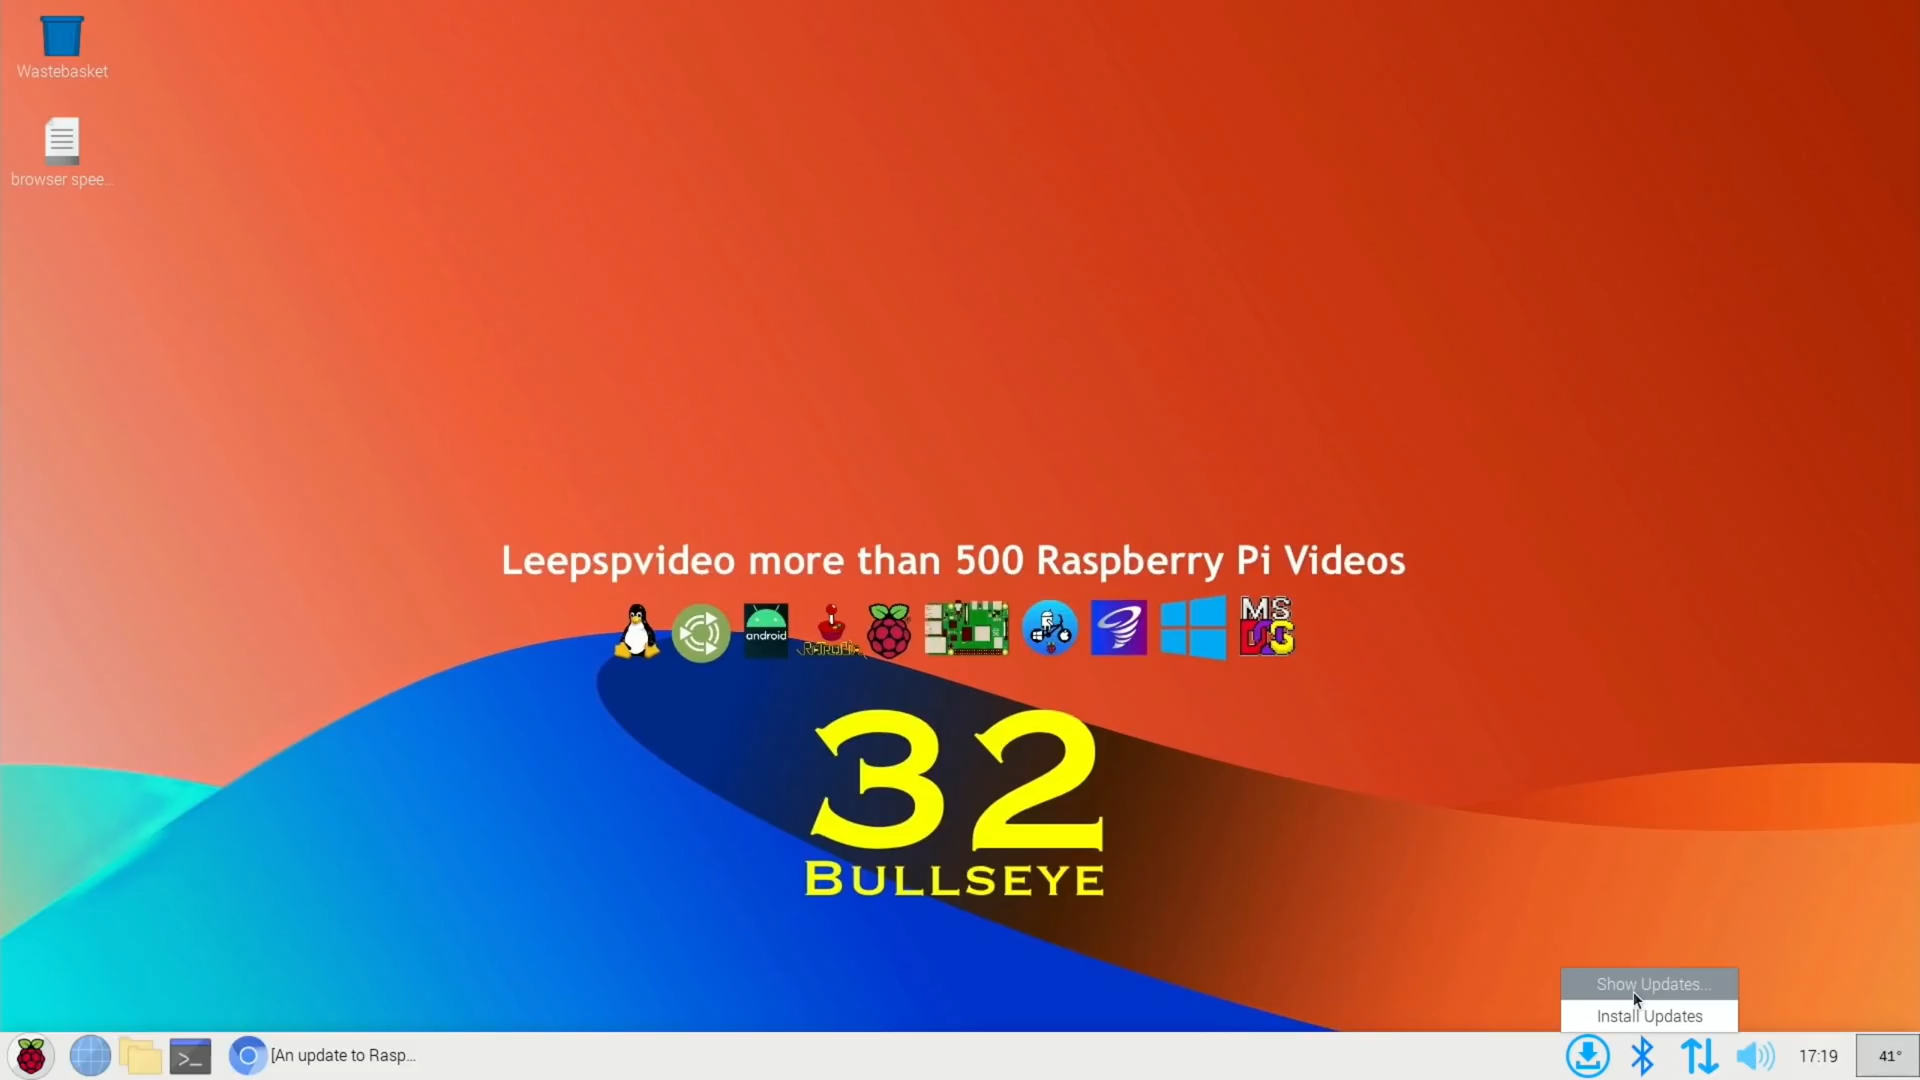 Wastebasket
browser spee...
Leepspvideo more than 500 Raspberry Pi Videos
android
RETROPIE
MS
DOS
32
BULLSEYE
Show Updates...
Install Updates
[An update to Rasp...
17:19
41°